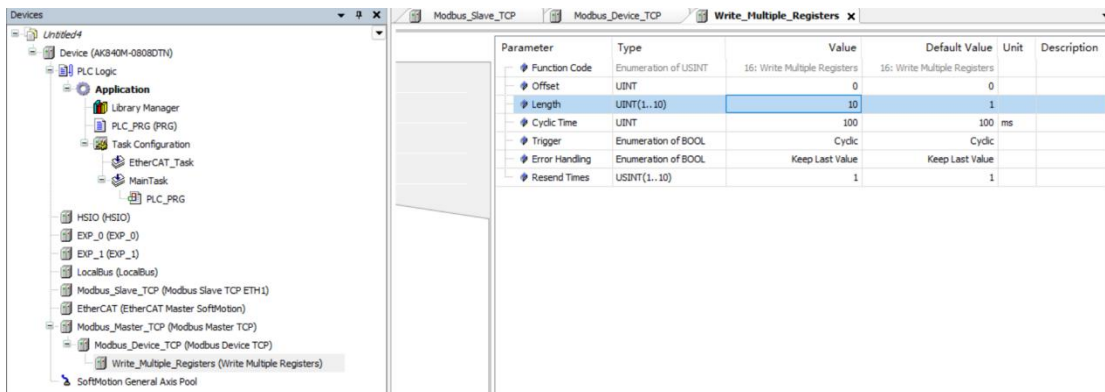 Devices
Untitled4
Device (AK840M-0808DTN)
PLC Logic
Application
Library Manager
PLC_PRG (PRG)
Task Configuration
EtherCAT_Task
MainTask
PLC_PRG
HSIO (HSIO)
EXP_0 (EXP_0)
EXP_1 (EXP_1)
LocalBus (LocalBus)
Modbus_Slave_TCP (Modbus Slave TCP ETH1)
EtherCAT (EtherCAT Master SoftMotion)
Modbus_Master_TCP (Modbus Master TCP)
Modbus_Device_TCP (Modbus Device TCP)
Write_Multiple_Registers (Write Multiple Registers)
SoftMotion General Axis Pool
Modbus_Slave_TCP Modbus_Device_TCP Write_Multiple_Registers
Parameter Type Value Default Value Unit Description
Function Code Enumeration of USINT 16: Write Multiple Registers 16: Write Multiple Registers
Offset UINT 0 0
Length UINT(1..10) 10 1
Cyclic Time UINT 100 100 ms
Trigger Enumeration of BOOL Cyclic Cyclic
Error Handling Enumeration of BOOL Keep Last Value Keep Last Value
Resend Times USINT(1..10) 1 1